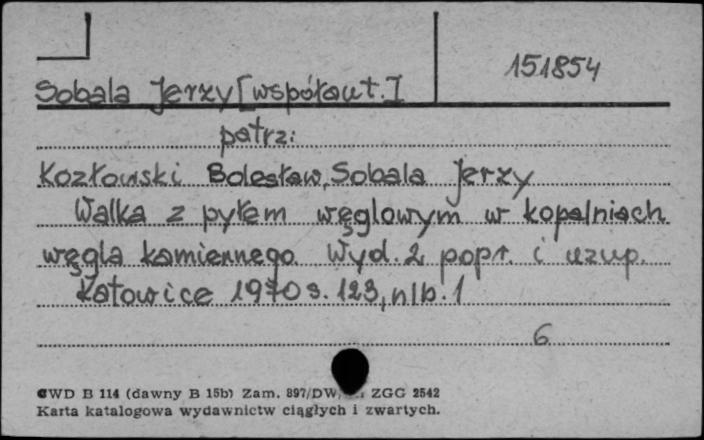 151854
Sobala Jerzy [współaut.]
patrz:
Kozłowski Bolesław, Sobala Jerzy
Walka z pyłem węglowym w kopalniach
węgla kamiennego. Wyd. 2 popr. i uzup.
Katowice 1970 s. 123, nlb. 1
6
CWD B 114 (dawny B 15b) Zam. 897/DW/ ZGG 2542
Karta katalogowa wydawnictw ciągłych i zwartych.